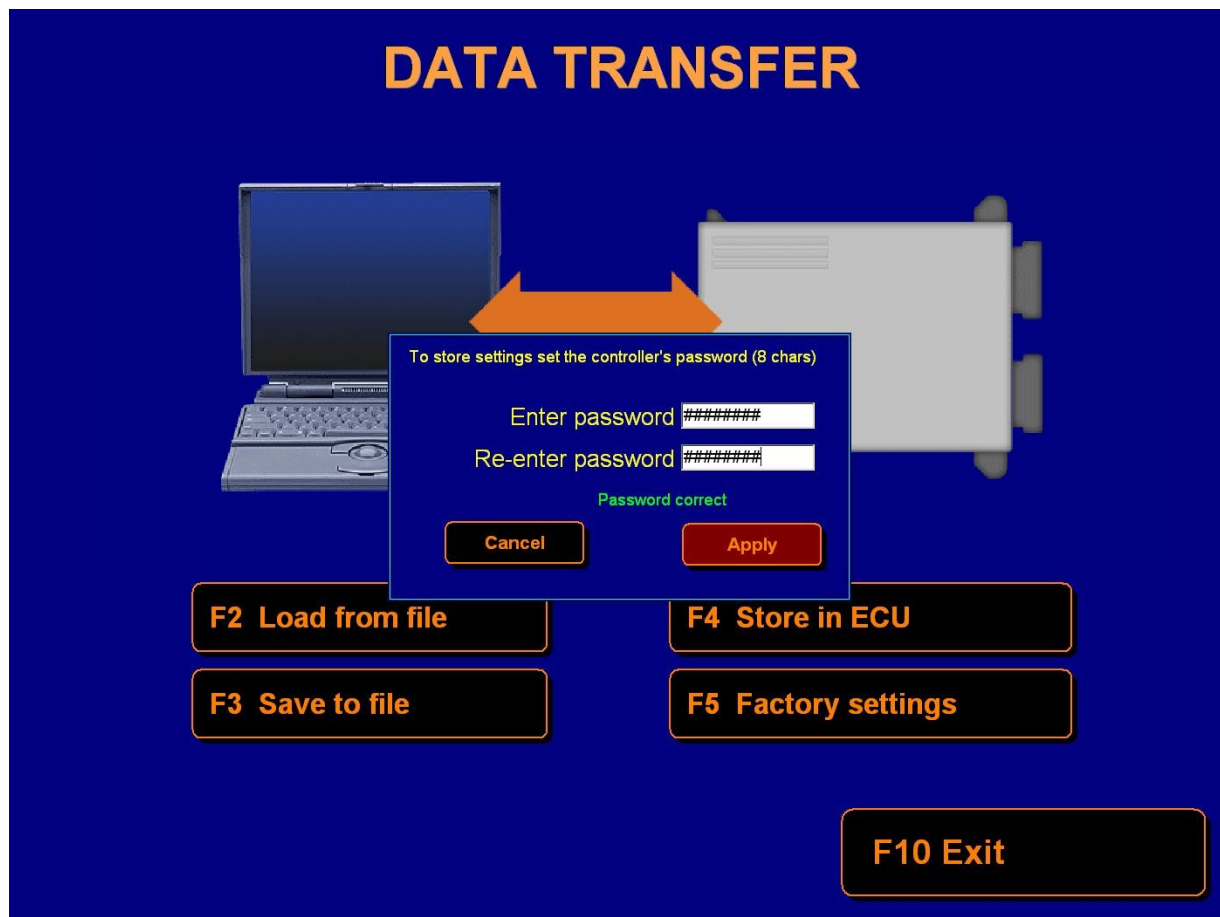 DATA TRANSFER
To store settings set the controller's password (8 chars)
Enter password ########
Re-enter password ########
Password correct
Cancel
Apply
F2 Load from file
F4 Store in ECU
F3 Save to file
F5 Factory settings
F10 Exit